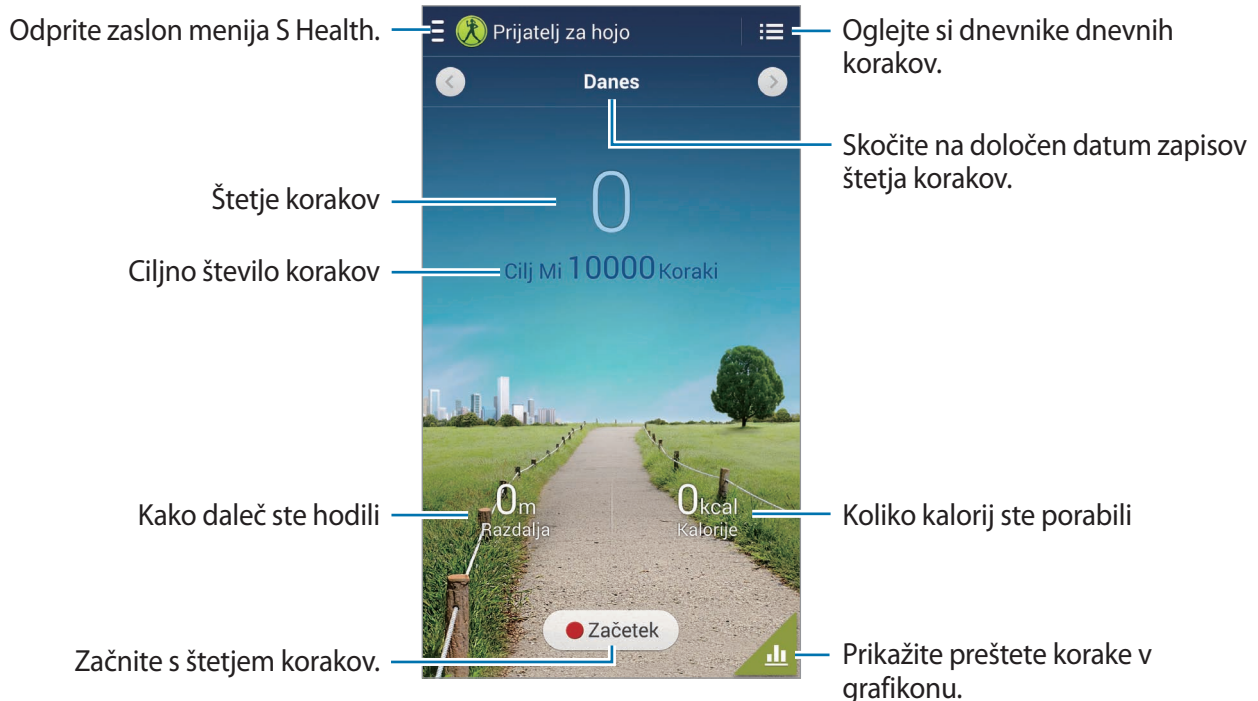 Odprite zaslon menija S Health.
Prijatelj za hojo
Oglejte si dnevnike dnevnih
korakov.
Danes
Skočite na določen datum zapisov
štetja korakov.
Štetje korakov
0
Ciljno število korakov
Cilj Mi 10000 Koraki
Kako daleč ste hodili
0m
Razdalja
0kcal
Kalorije
Koliko kalorij ste porabili
Začetek
Začnite s štetjem korakov.
Prikažite preštete korake v
grafikonu.